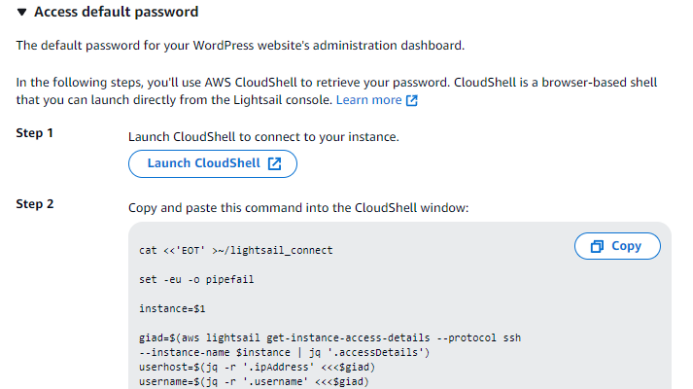 ▼ Access default password
The default password for your WordPress website's administration dashboard.
In the following steps, you'll use AWS CloudShell to retrieve your password. CloudShell is a browser-based shell
that you can launch directly from the Lightsail console. Learn more
Step 1
Launch CloudShell to connect to your instance.
Launch CloudShell
Step 2
Copy and paste this command into the CloudShell window:
Copy
cat <<'EOT' >~/lightsail_connect
set -eu -o pipefail
instance=$1
giad=$(aws lightsail get-instance-access-details --protocol ssh
--instance-name $instance | jq '.accessDetails')
userhost=$(jq -r '.ipAddress' <<<$giad)
username=$(jq -r '.username' <<<$giad)